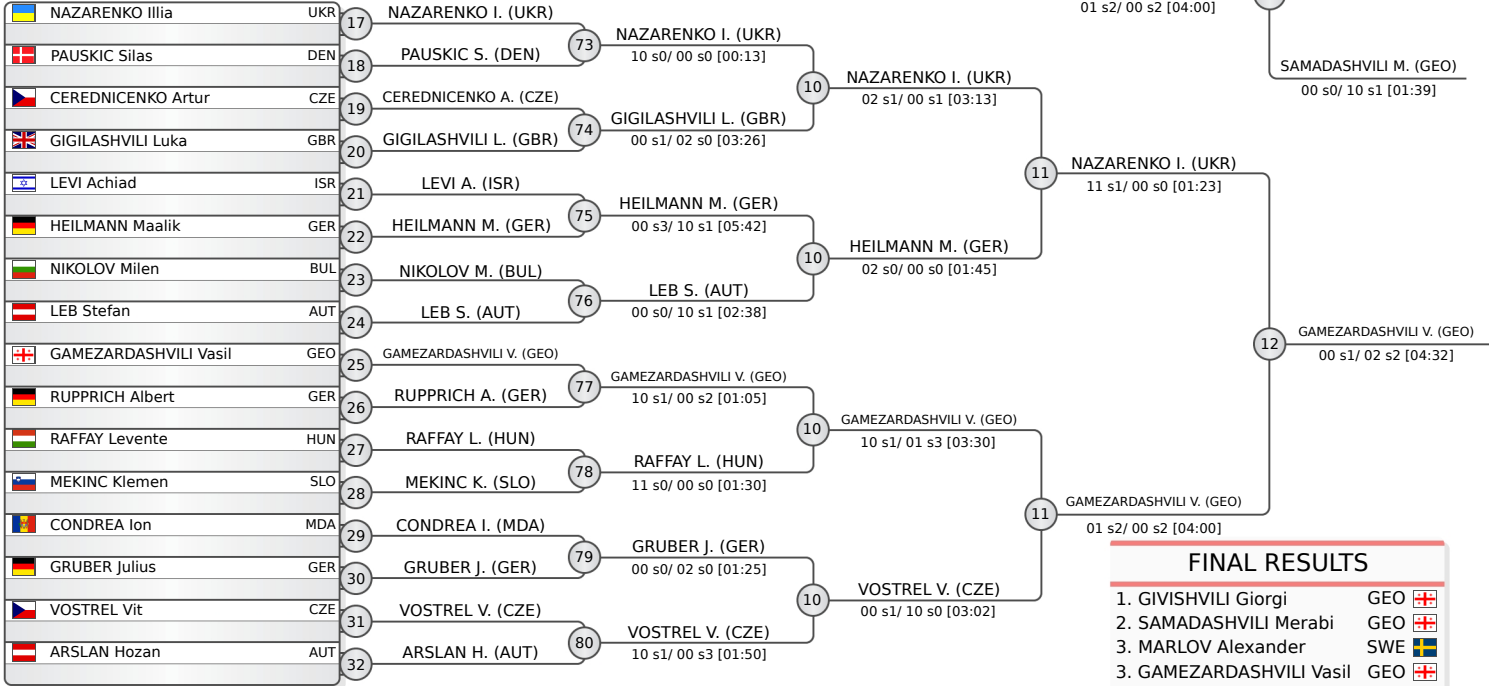 01 s2/ 00 s2 [04:00]
SAMADASHVILI M. (GEO)
00 s0/ 10 s1 [01:39]
NAZARENKO Illia UKR
PAUSKIC Silas DEN
CEREDNICENKO Artur CZE
GIGILASHVILI Luka GBR
LEVI Achiad ISR
HEILMANN Maalik GER
NIKOLOV Milen BUL
LEB Stefan AUT
GAMEZARDASHVILI Vasil GEO
RUPPRICH Albert GER
RAFFAY Levente HUN
MEKINC Klemen SLO
CONDREA Ion MDA
GRUBER Julius GER
VOSTREL Vit CZE
ARSLAN Hozan AUT
17
18
19
20
21
22
23
24
25
26
27
28
29
30
31
32
NAZARENKO I. (UKR)
PAUSKIC S. (DEN)
CEREDNICENKO A. (CZE)
GIGILASHVILI L. (GBR)
LEVI A. (ISR)
HEILMANN M. (GER)
NIKOLOV M. (BUL)
LEB S. (AUT)
GAMEZARDASHVILI V. (GEO)
RUPPRICH A. (GER)
RAFFAY L. (HUN)
MEKINC K. (SLO)
CONDREA I. (MDA)
GRUBER J. (GER)
VOSTREL V. (CZE)
ARSLAN H. (AUT)
73
74
75
76
77
78
79
80
NAZARENKO I. (UKR)
10 s0/ 00 s0 [00:13]
GIGILASHVILI L. (GBR)
00 s1/ 02 s0 [03:26]
HEILMANN M. (GER)
00 s3/ 10 s1 [05:42]
LEB S. (AUT)
00 s0/ 10 s1 [02:38]
GAMEZARDASHVILI V. (GEO)
10 s1/ 00 s2 [01:05]
RAFFAY L. (HUN)
11 s0/ 00 s0 [01:30]
GRUBER J. (GER)
00 s0/ 02 s0 [01:25]
VOSTREL V. (CZE)
10 s1/ 00 s3 [01:50]
10
10
10
10
NAZARENKO I. (UKR)
02 s1/ 00 s1 [03:13]
HEILMANN M. (GER)
02 s0/ 00 s0 [01:45]
GAMEZARDASHVILI V. (GEO)
10 s1/ 01 s3 [03:30]
VOSTREL V. (CZE)
00 s1/ 10 s0 [03:02]
11
11
NAZARENKO I. (UKR)
11 s1/ 00 s0 [01:23]
GAMEZARDASHVILI V. (GEO)
01 s2/ 00 s2 [04:00]
12
GAMEZARDASHVILI V. (GEO)
00 s1/ 02 s2 [04:32]
FINAL RESULTS
1. GIVISHVILI Giorgi GEO
2. SAMADASHVILI Merabi GEO
3. MARLOV Alexander SWE
3. GAMEZARDASHVILI Vasil GEO